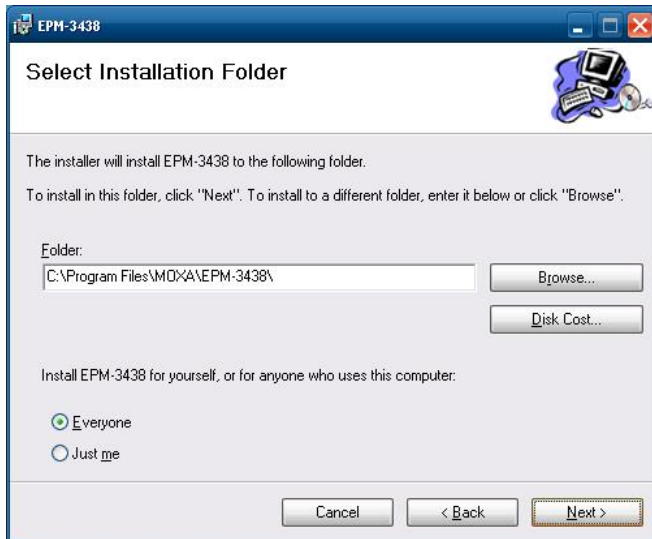 EPM-3438
Select Installation Folder
The installer will install EPM-3438 to the following folder.
To install in this folder, click "Next". To install to a different folder, enter it below or click "Browse".
Folder:
C:\Program Files\MOXA\EPM-3438\
Browse...
Disk Cost...
Install EPM-3438 for yourself, or for anyone who uses this computer:
Everyone
Just me
Cancel
< Back
Next >